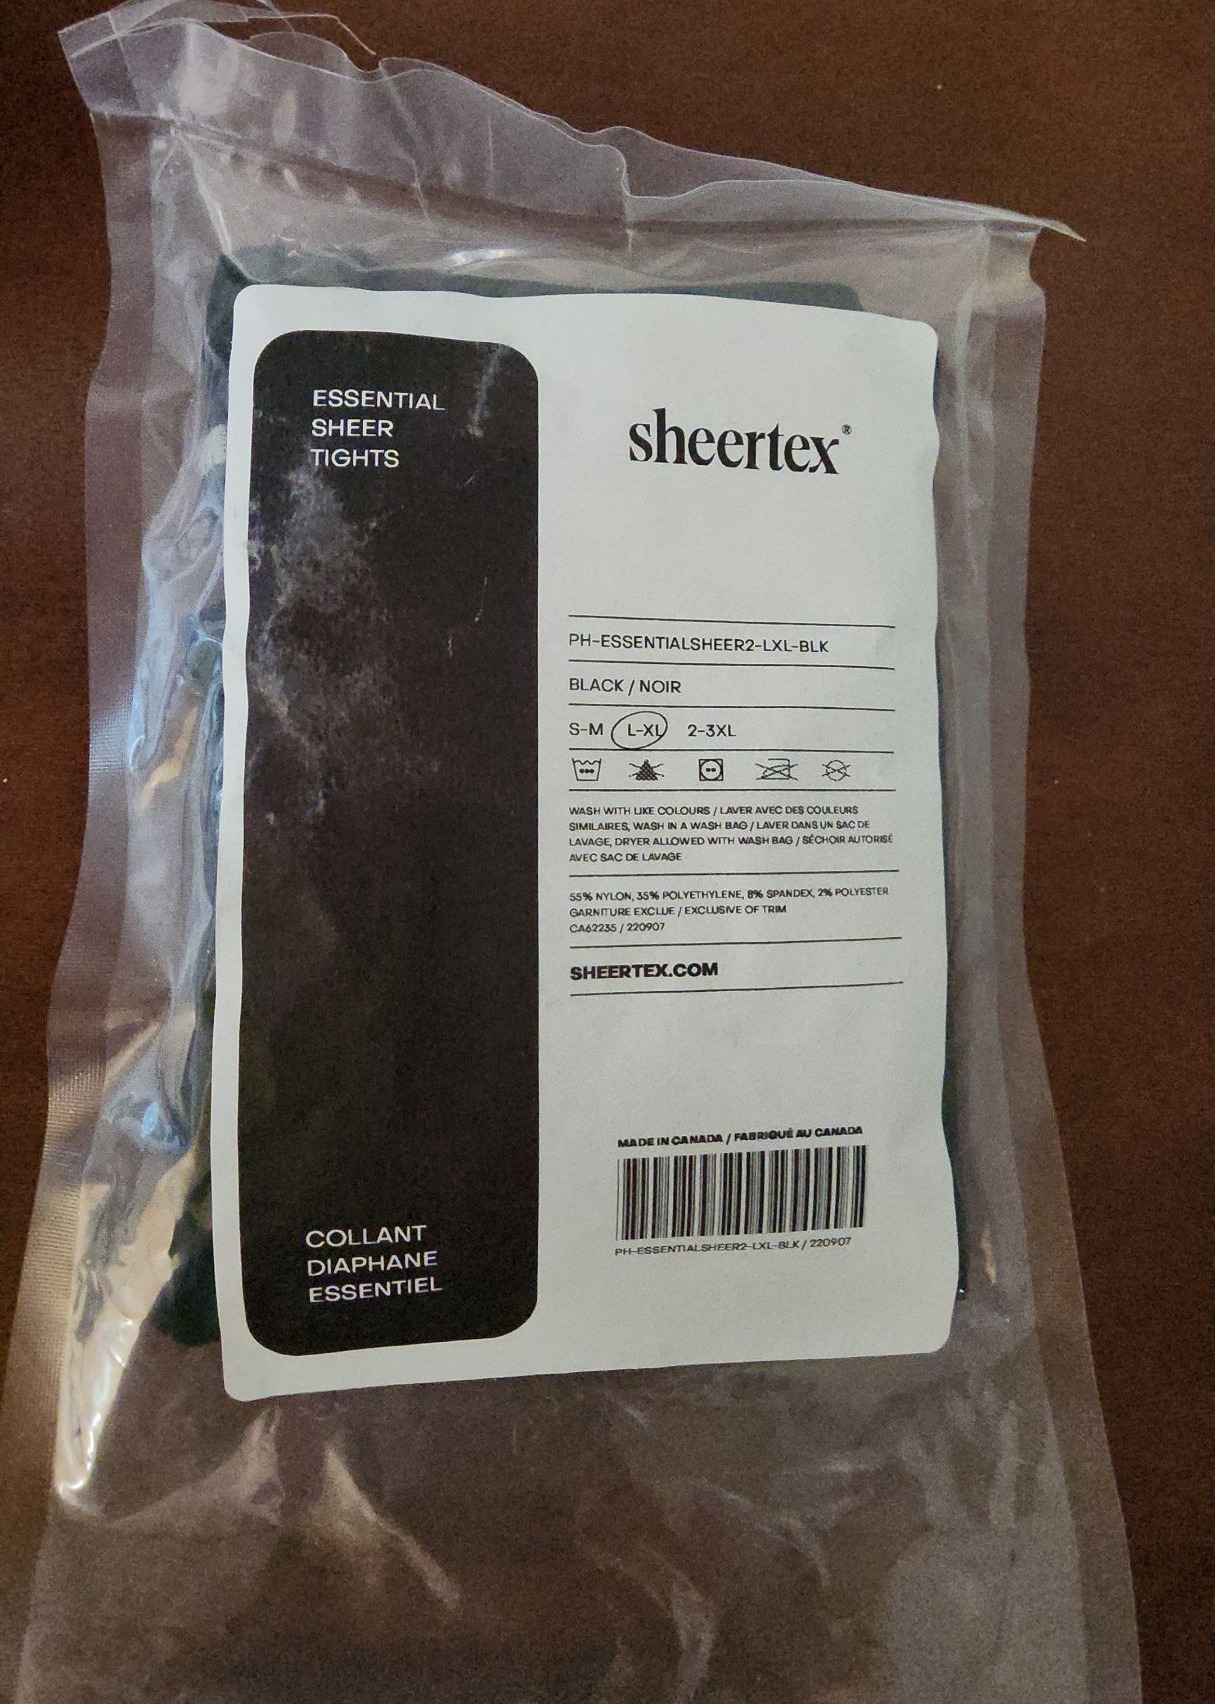 ESSENTIAL
SHEER
TIGHTS
sheertex®
PH-ESSENTIALSHEER2-LXL-BLK
BLACK / NOIR
S-M L-XL 2-3XL
WASH WITH LIKE COLOURS / LAVER AVEC DES COULEURS
SIMILAIRES, WASH IN A WASH BAG / LAVER DANS UN SAC DE
LAVAGE, DRYER ALLOWED WITH WASH BAG / SÉCHOIR AUTORISÉ
AVEC SAC DE LAVAGE
55% NYLON, 35% POLYETHYLENE, 8% SPANDEX, 2% POLYESTER
GARNITURE EXCLUE / EXCLUSIVE OF TRIM
CA62235 / 220907
SHEERTEX.COM
MADE IN CANADA / FABRIQUÉ AU CANADA
PH-ESSENTIALSHEER2-LXL-BLK / 220907
COLLANT
DIAPHANE
ESSENTIEL